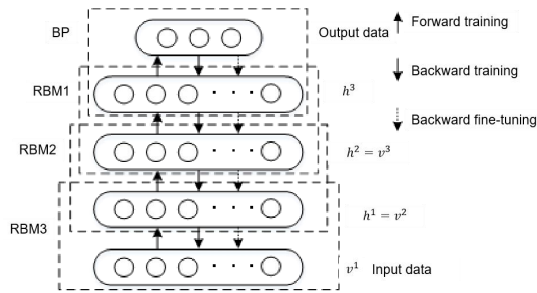 BP
Output data
Forward training
Backward training
RBM1
h³
Backward fine-tuning
RBM2
h² = v³
h¹ = v²
RBM3
v¹ Input data